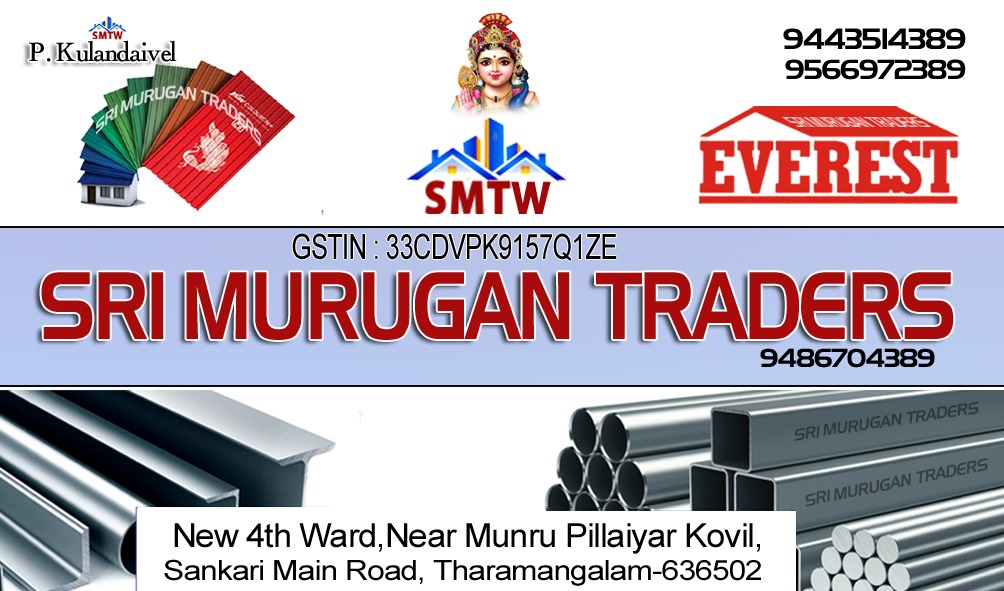 SMTW
P. Kulandaivel
SRI MURUGAN TRADERS
SMTW
9443514389
9566972389
SRI MURUGAN TRADERS
EVEREST
GSTIN : 33CDVPK9157Q1ZE
SRI MURUGAN TRADERS
9486704389
SRI MURUGAN TRADERS
SRI MURUGAN TRADERS
New 4th Ward,Near Munru Pillaiyar Kovil,
Sankari Main Road, Tharamangalam-636502